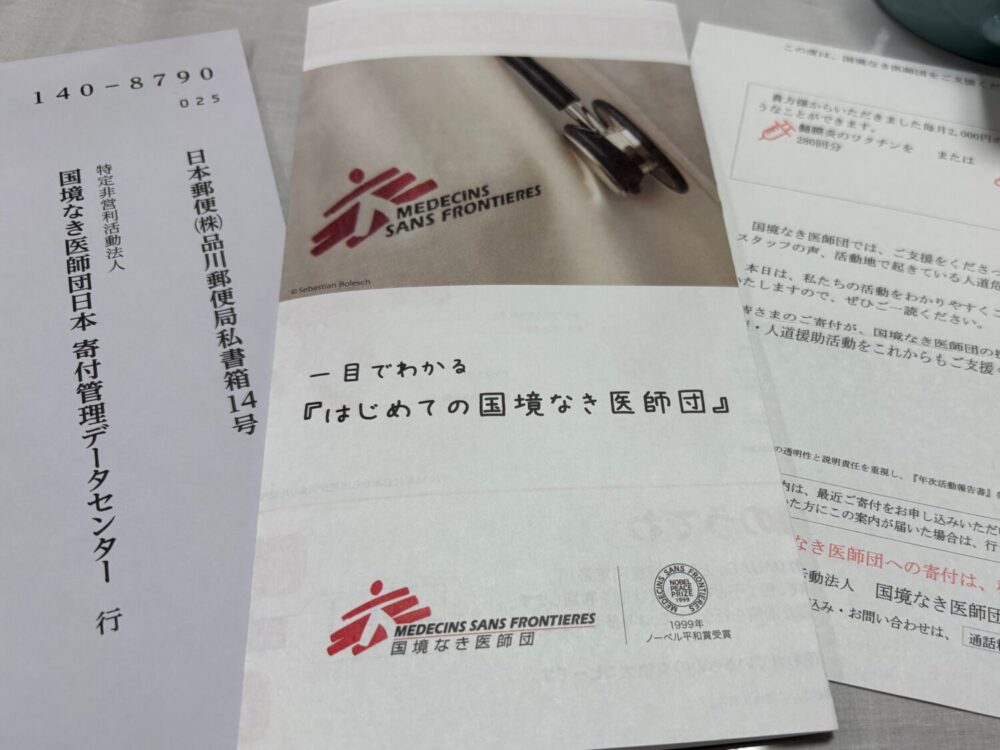 140-8790
025
日本郵便㈱品川郵便局私書箱14号
特定非営利活動法人
国境なき医師団日本 寄付管理データセンター 行
MEDECINS
SANS FRONTIERES
© Sebastian Bolesch
一目でわかる
『はじめての国境なき医師団』
MEDECINS SANS FRONTIERES
国境なき医師団
MEDECINS SANS FRONTIERES
NOBEL
PEACE
PRIZE
1999
1999年
ノーベル平和賞受賞
この度は、国境なき医師団をご支援くだ
貴方様からいただきました毎月2,000円の
うなことができます。
髄膜炎のワクチンを または
280回分
国境なき医師団では、ご支援をくださっ
スタッフの声、活動地で起きている人道危
本日は、私たちの活動をわかりやすくご
いたしますので、ぜひご一読ください。
皆さまのご寄付が、国境なき医師団の
・人道援助活動をこれからもご支援
の透明性と説明責任を重視し、『年次活動報告書』
内は、最近ご寄付をお申し込みいただい
いた方にこの案内が届いた場合は、行
なき医師団への寄付は、
活動法人 国境なき医師団
込み・お問い合わせは、 通話